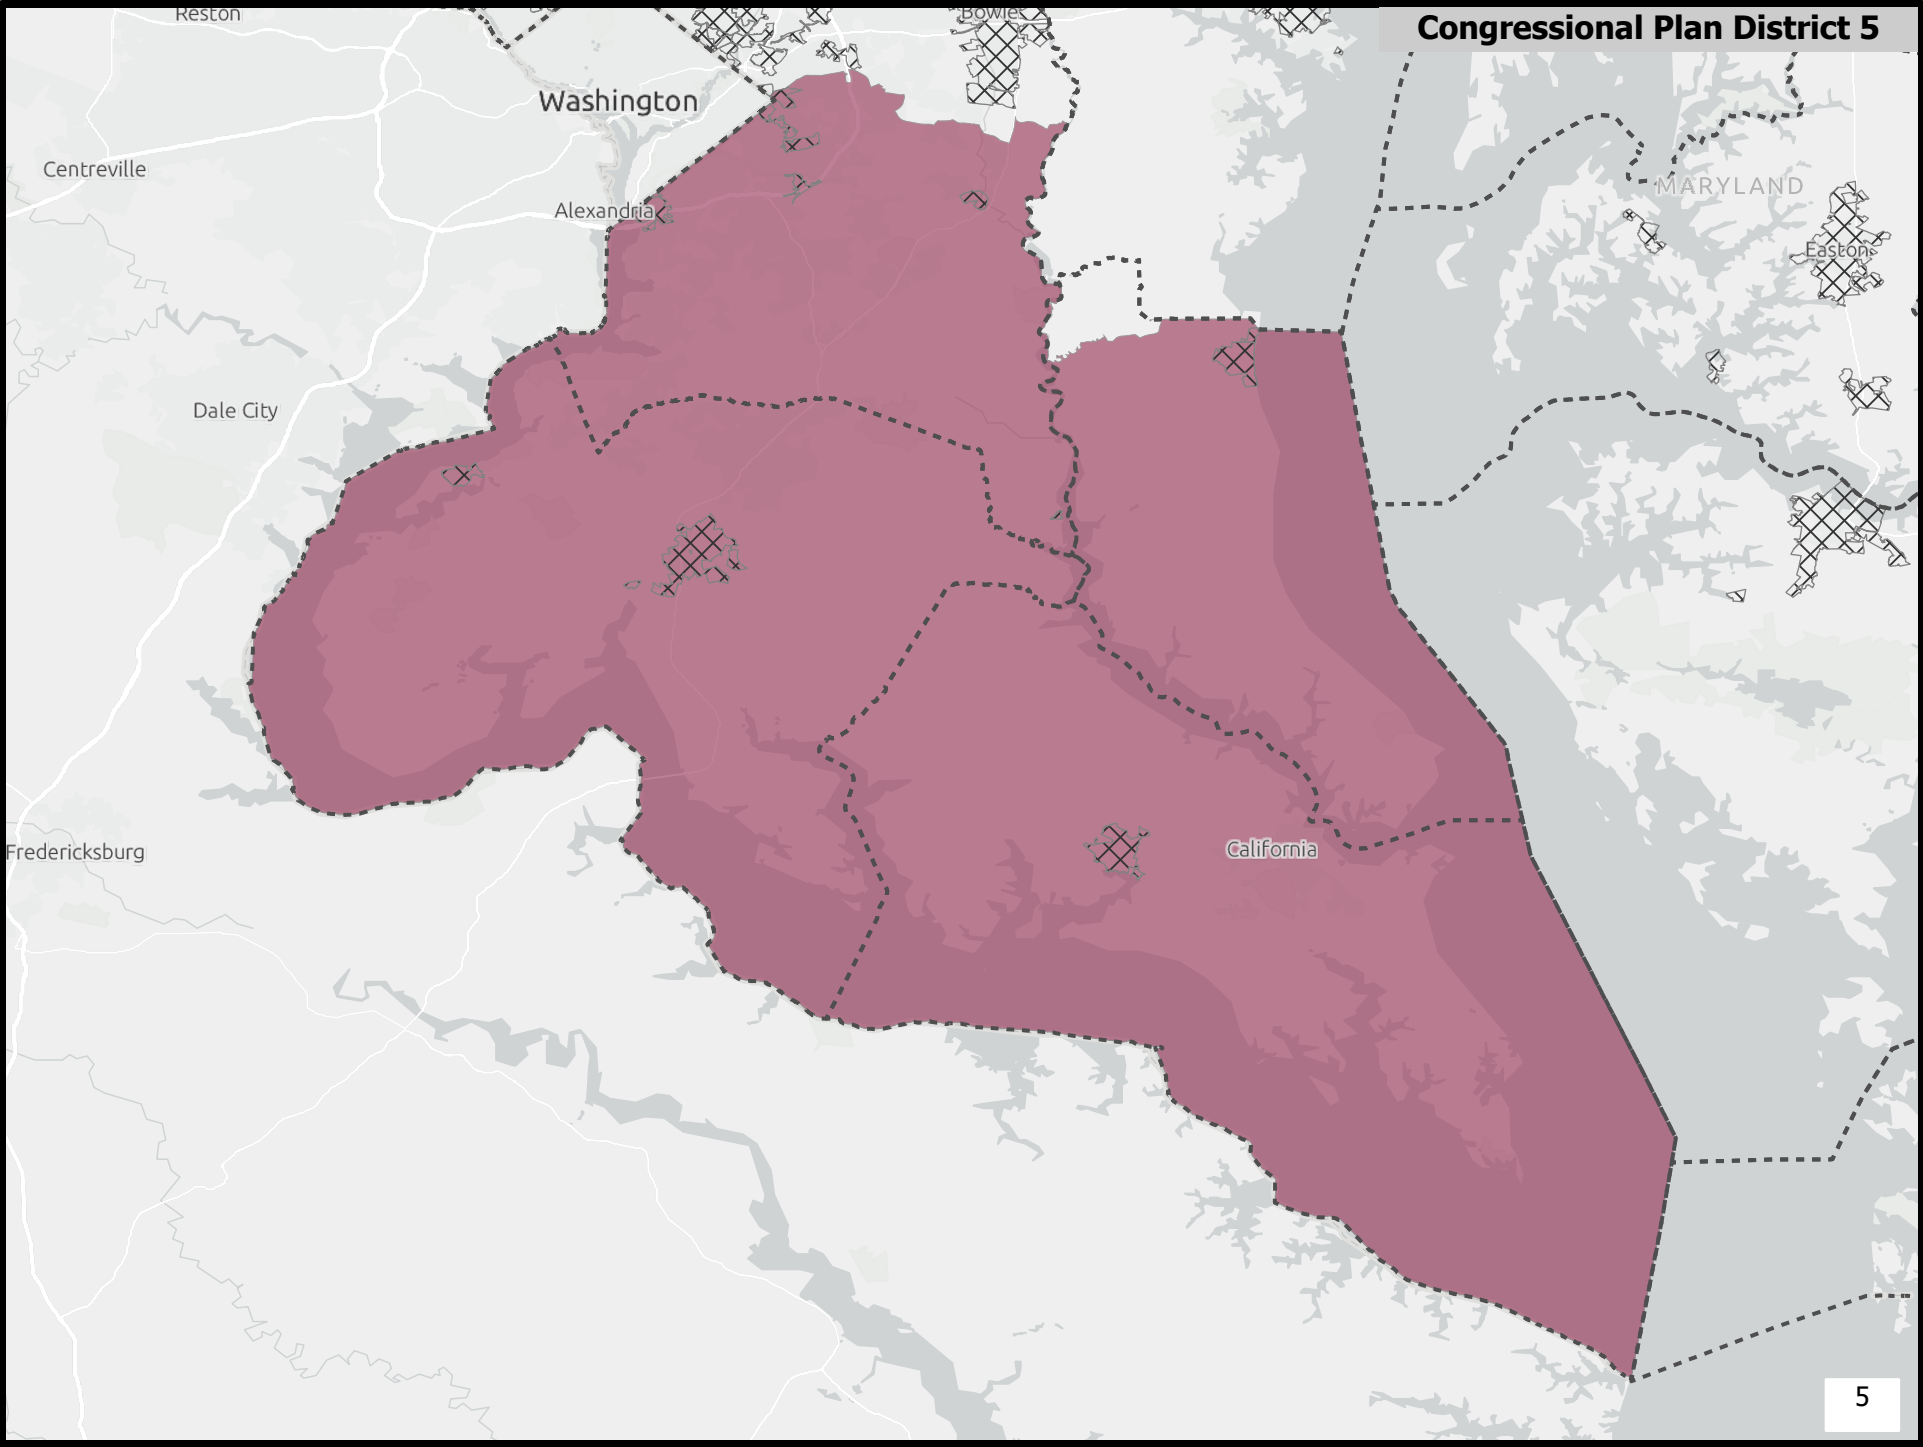 Reston
Bowie
Congressional Plan District 5
Washington
Centreville
MARYLAND
Alexandria
Easton
Dale City
Fredericksburg
California
5